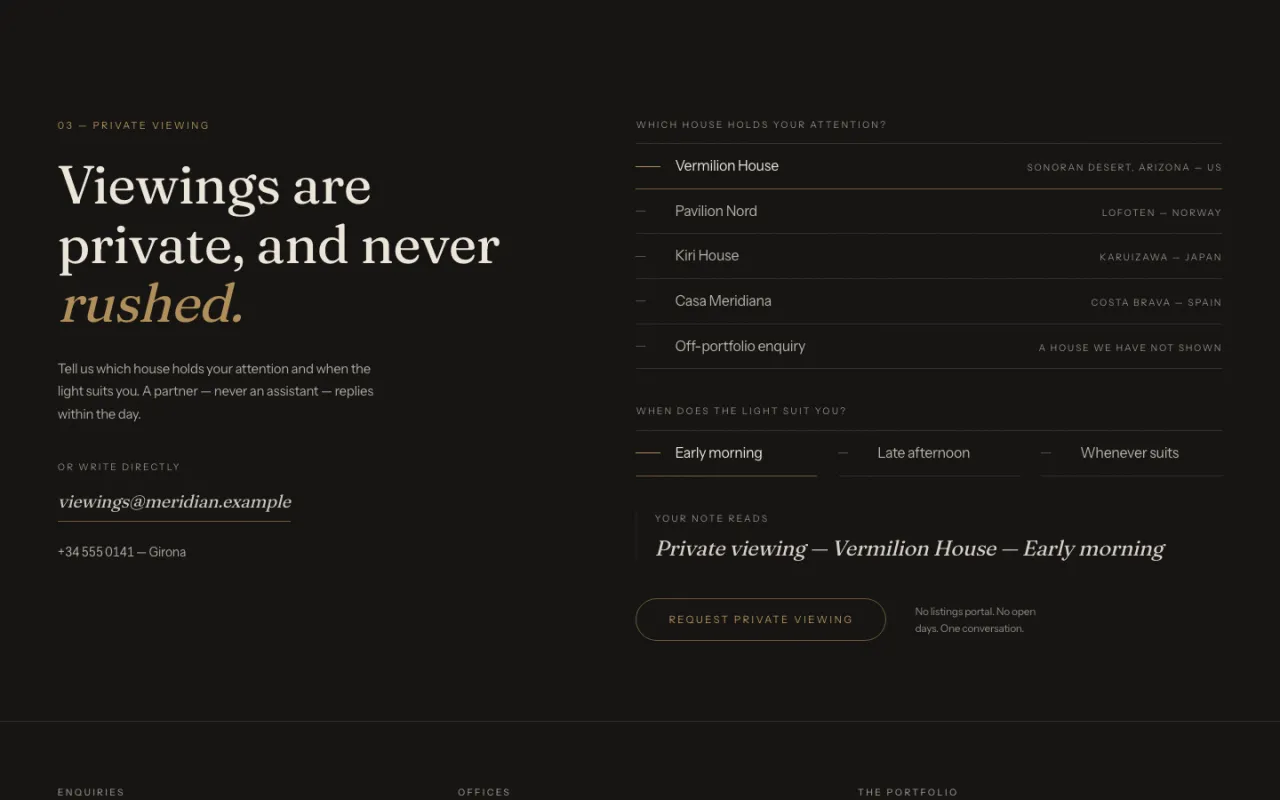 03 — PRIVATE VIEWING
Viewings are
private, and never
rushed.
Tell us which house holds your attention and when the
light suits you. A partner — never an assistant — replies
within the day.
OR WRITE DIRECTLY
viewings@meridian.example
+34 555 0141 — Girona
WHICH HOUSE HOLDS YOUR ATTENTION?
Vermilion House SONORAN DESERT, ARIZONA — US
Pavilion Nord LOFOTEN — NORWAY
Kiri House KARUIZAWA — JAPAN
Casa Meridiana COSTA BRAVA — SPAIN
Off-portfolio enquiry A HOUSE WE HAVE NOT SHOWN
WHEN DOES THE LIGHT SUIT YOU?
Early morning Late afternoon Whenever suits
YOUR NOTE READS
Private viewing — Vermilion House — Early morning
REQUEST PRIVATE VIEWING
No listings portal. No open
days. One conversation.
ENQUIRIES OFFICES THE PORTFOLIO